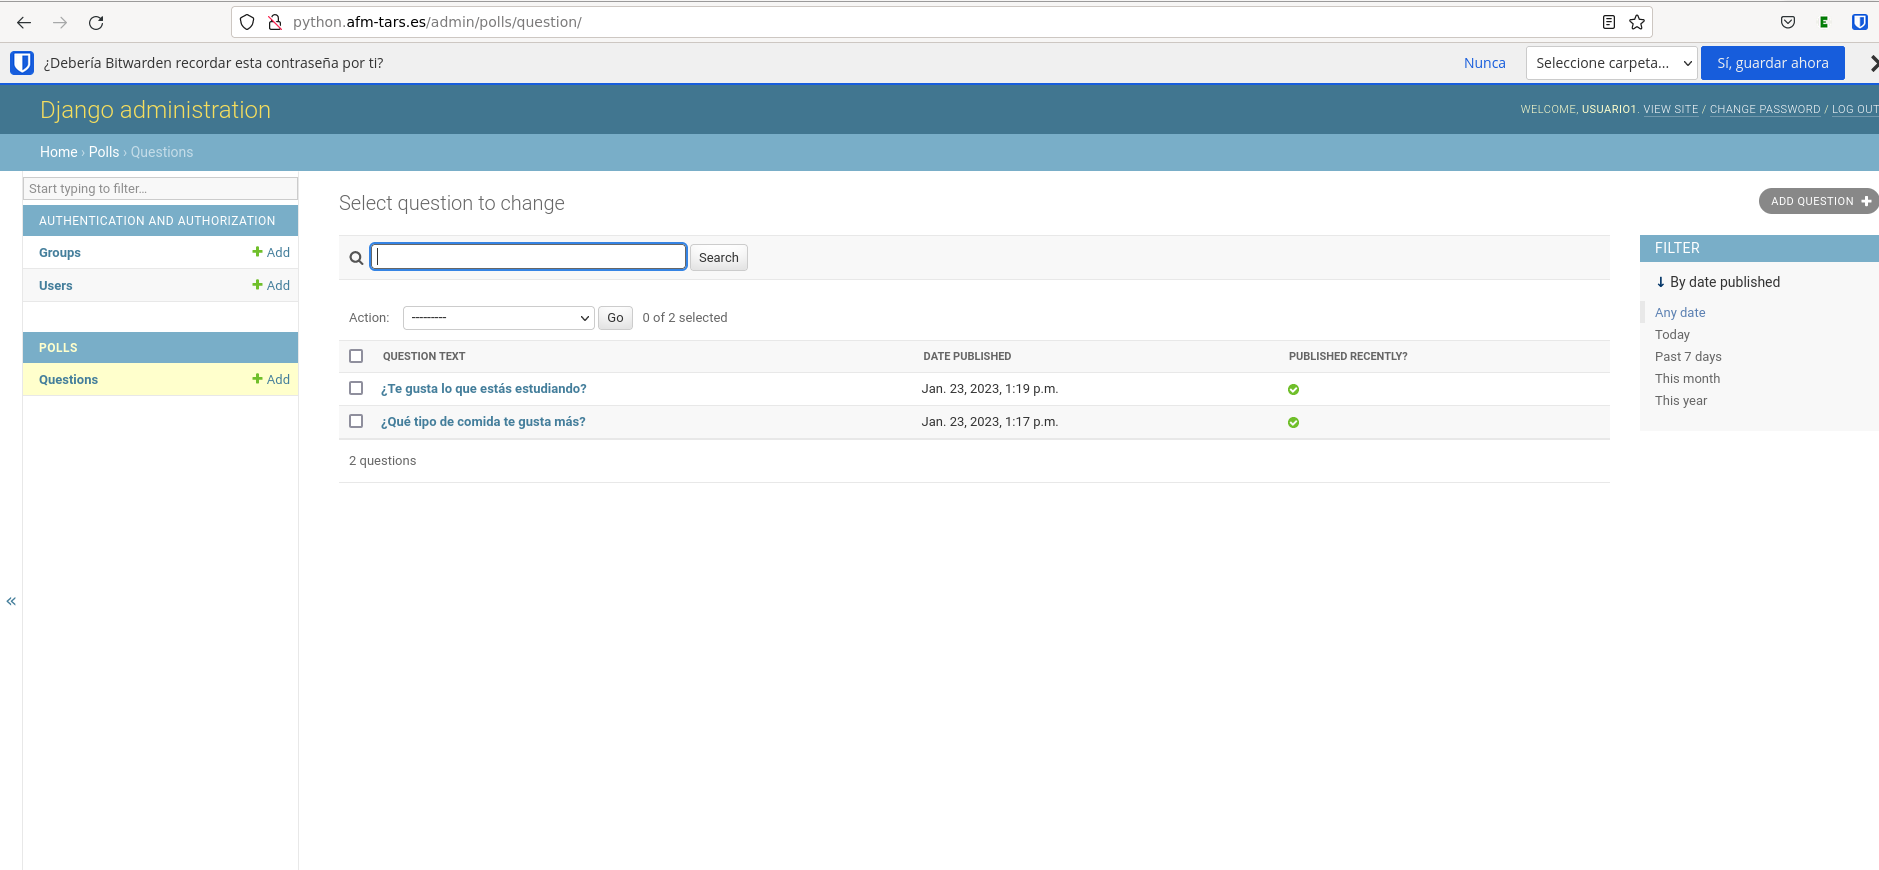 python.afm-tars.es/admin/polls/question/
¿Debería Bitwarden recordar esta contraseña por ti?
Nunca
Seleccione carpeta...
Sí, guardar ahora
Django administration
WELCOME, USUARIO1. VIEW SITE / CHANGE PASSWORD / LOG OUT
Home › Polls › Questions
Start typing to filter...
AUTHENTICATION AND AUTHORIZATION
Groups + Add
Users + Add
POLLS
Questions + Add
«
Select question to change
ADD QUESTION +
Search
Action: --------- Go 0 of 2 selected
QUESTION TEXT DATE PUBLISHED PUBLISHED RECENTLY?
¿Te gusta lo que estás estudiando? Jan. 23, 2023, 1:19 p.m.
¿Qué tipo de comida te gusta más? Jan. 23, 2023, 1:17 p.m.
2 questions
FILTER
↓ By date published
Any date
Today
Past 7 days
This month
This year